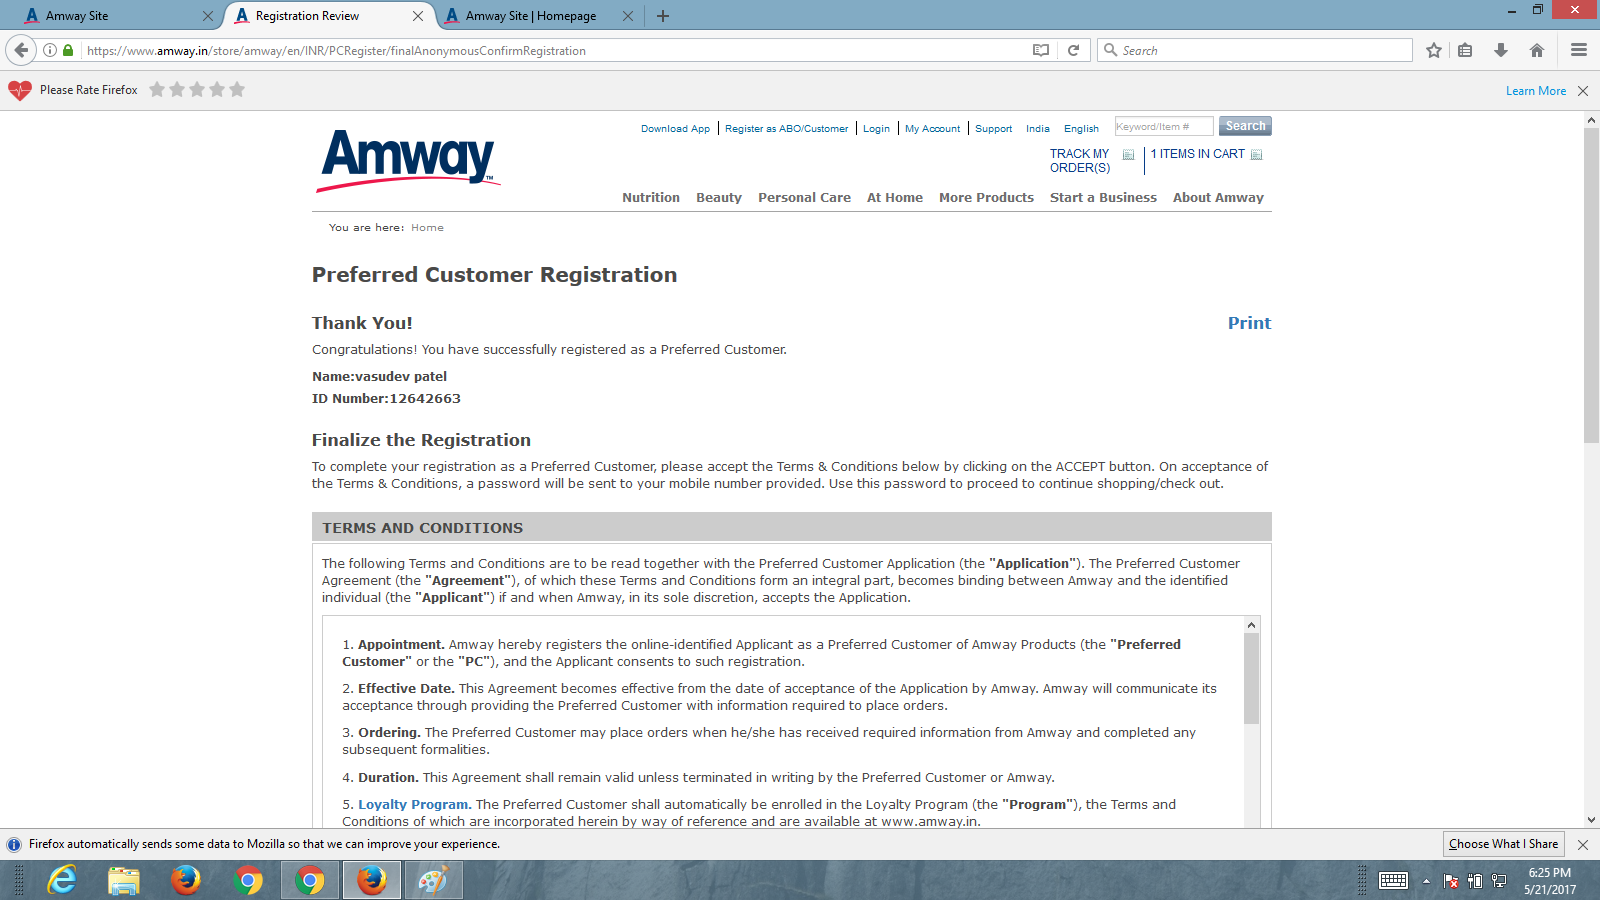 Amway Site
Registration Review
Amway Site | Homepage
https://www.amway.in/store/amway/en/INR/PCRegister/finalAnonymousConfirmRegistration
Search
Please Rate Firefox
Learn More
Download App
Register as ABO/Customer
Login
My Account
Support
India
English
Keyword/Item #
Search
Amway™
TRACK MY
ORDER(S)
1 ITEMS IN CART
Nutrition
Beauty
Personal Care
At Home
More Products
Start a Business
About Amway
You are here: Home
Preferred Customer Registration
Thank You!
Print
Congratulations! You have successfully registered as a Preferred Customer.
Name:vasudev patel
ID Number:12642663
Finalize the Registration
To complete your registration as a Preferred Customer, please accept the Terms & Conditions below by clicking on the ACCEPT button. On acceptance of
the Terms & Conditions, a password will be sent to your mobile number provided. Use this password to proceed to continue shopping/check out.
TERMS AND CONDITIONS
The following Terms and Conditions are to be read together with the Preferred Customer Application (the "Application"). The Preferred Customer
Agreement (the "Agreement"), of which these Terms and Conditions form an integral part, becomes binding between Amway and the identified
individual (the "Applicant") if and when Amway, in its sole discretion, accepts the Application.
1. Appointment. Amway hereby registers the online-identified Applicant as a Preferred Customer of Amway Products (the "Preferred
Customer" or the "PC"), and the Applicant consents to such registration.
2. Effective Date. This Agreement becomes effective from the date of acceptance of the Application by Amway. Amway will communicate its
acceptance through providing the Preferred Customer with information required to place orders.
3. Ordering. The Preferred Customer may place orders when he/she has received required information from Amway and completed any
subsequent formalities.
4. Duration. This Agreement shall remain valid unless terminated in writing by the Preferred Customer or Amway.
5. Loyalty Program. The Preferred Customer shall automatically be enrolled in the Loyalty Program (the "Program"), the Terms and
Conditions of which are incorporated herein by way of reference and are available at www.amway.in.
Firefox automatically sends some data to Mozilla so that we can improve your experience.
Choose What I Share
6:25 PM
5/21/2017